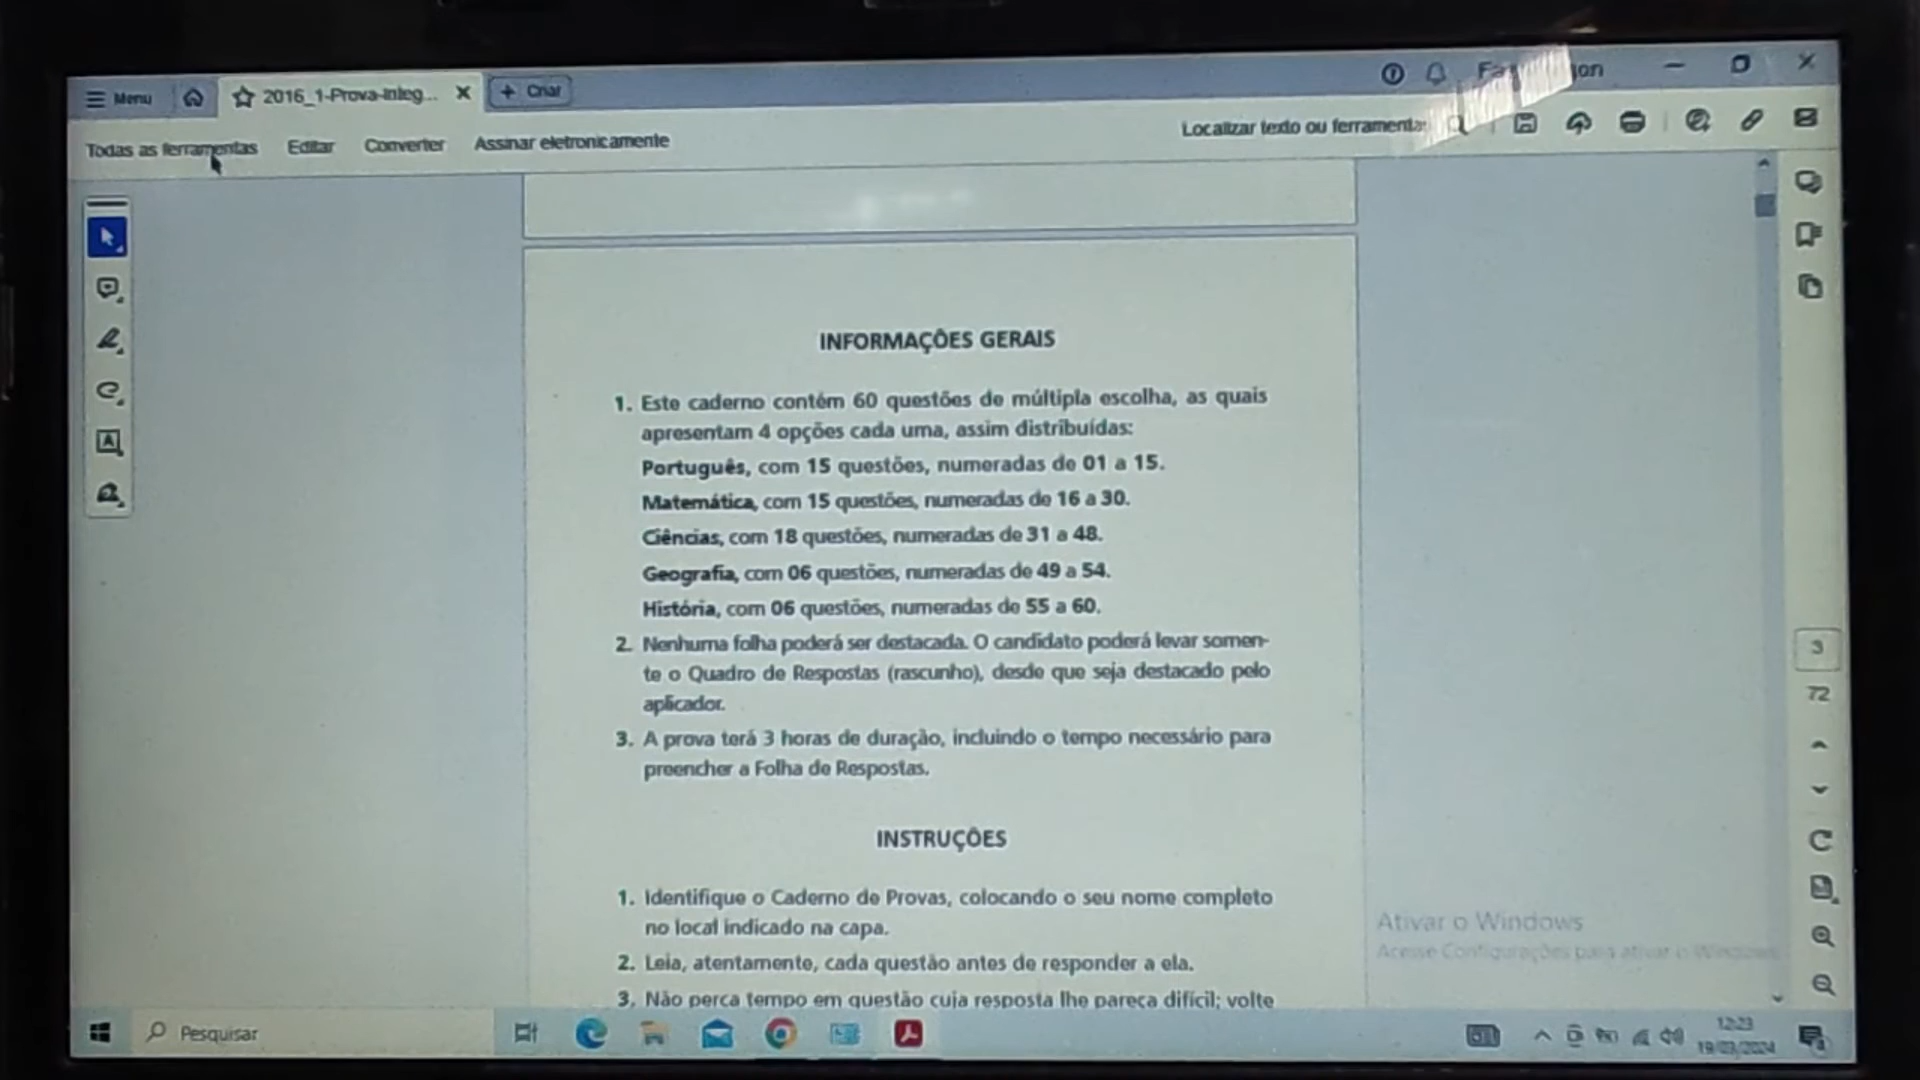 Menu
2016_1-Prova-Integ...
+ Criar
Todas as ferramentas
Editar
Converter
Assinar eletronicamente
Localizar texto ou ferramenta
INFORMAÇÕES GERAIS
1. Este caderno contém 60 questões de múltipla escolha, as quais
apresentam 4 opções cada uma, assim distribuídas:
Português, com 15 questões, numeradas de 01 a 15.
Matemática, com 15 questões, numeradas de 16 a 30.
Ciências, com 18 questões, numeradas de 31 a 48.
Geografia, com 06 questões, numeradas de 49 a 54.
História, com 06 questões, numeradas de 55 a 60.
2. Nenhuma folha poderá ser destacada. O candidato poderá levar somen-
te o Quadro de Respostas (rascunho), desde que seja destacado pelo
aplicador.
3. A prova terá 3 horas de duração, incluindo o tempo necessário para
preencher a Folha de Respostas.
INSTRUÇÕES
1. Identifique o Caderno de Provas, colocando o seu nome completo
no local indicado na capa.
2. Leia, atentamente, cada questão antes de responder a ela.
3. Não perca tempo em questão cuja resposta lhe pareça difícil; volte
3
72
Ativar o Windows
Acesse Configurações para ativar o Windows.
Pesquisar
12:23
19/03/2024